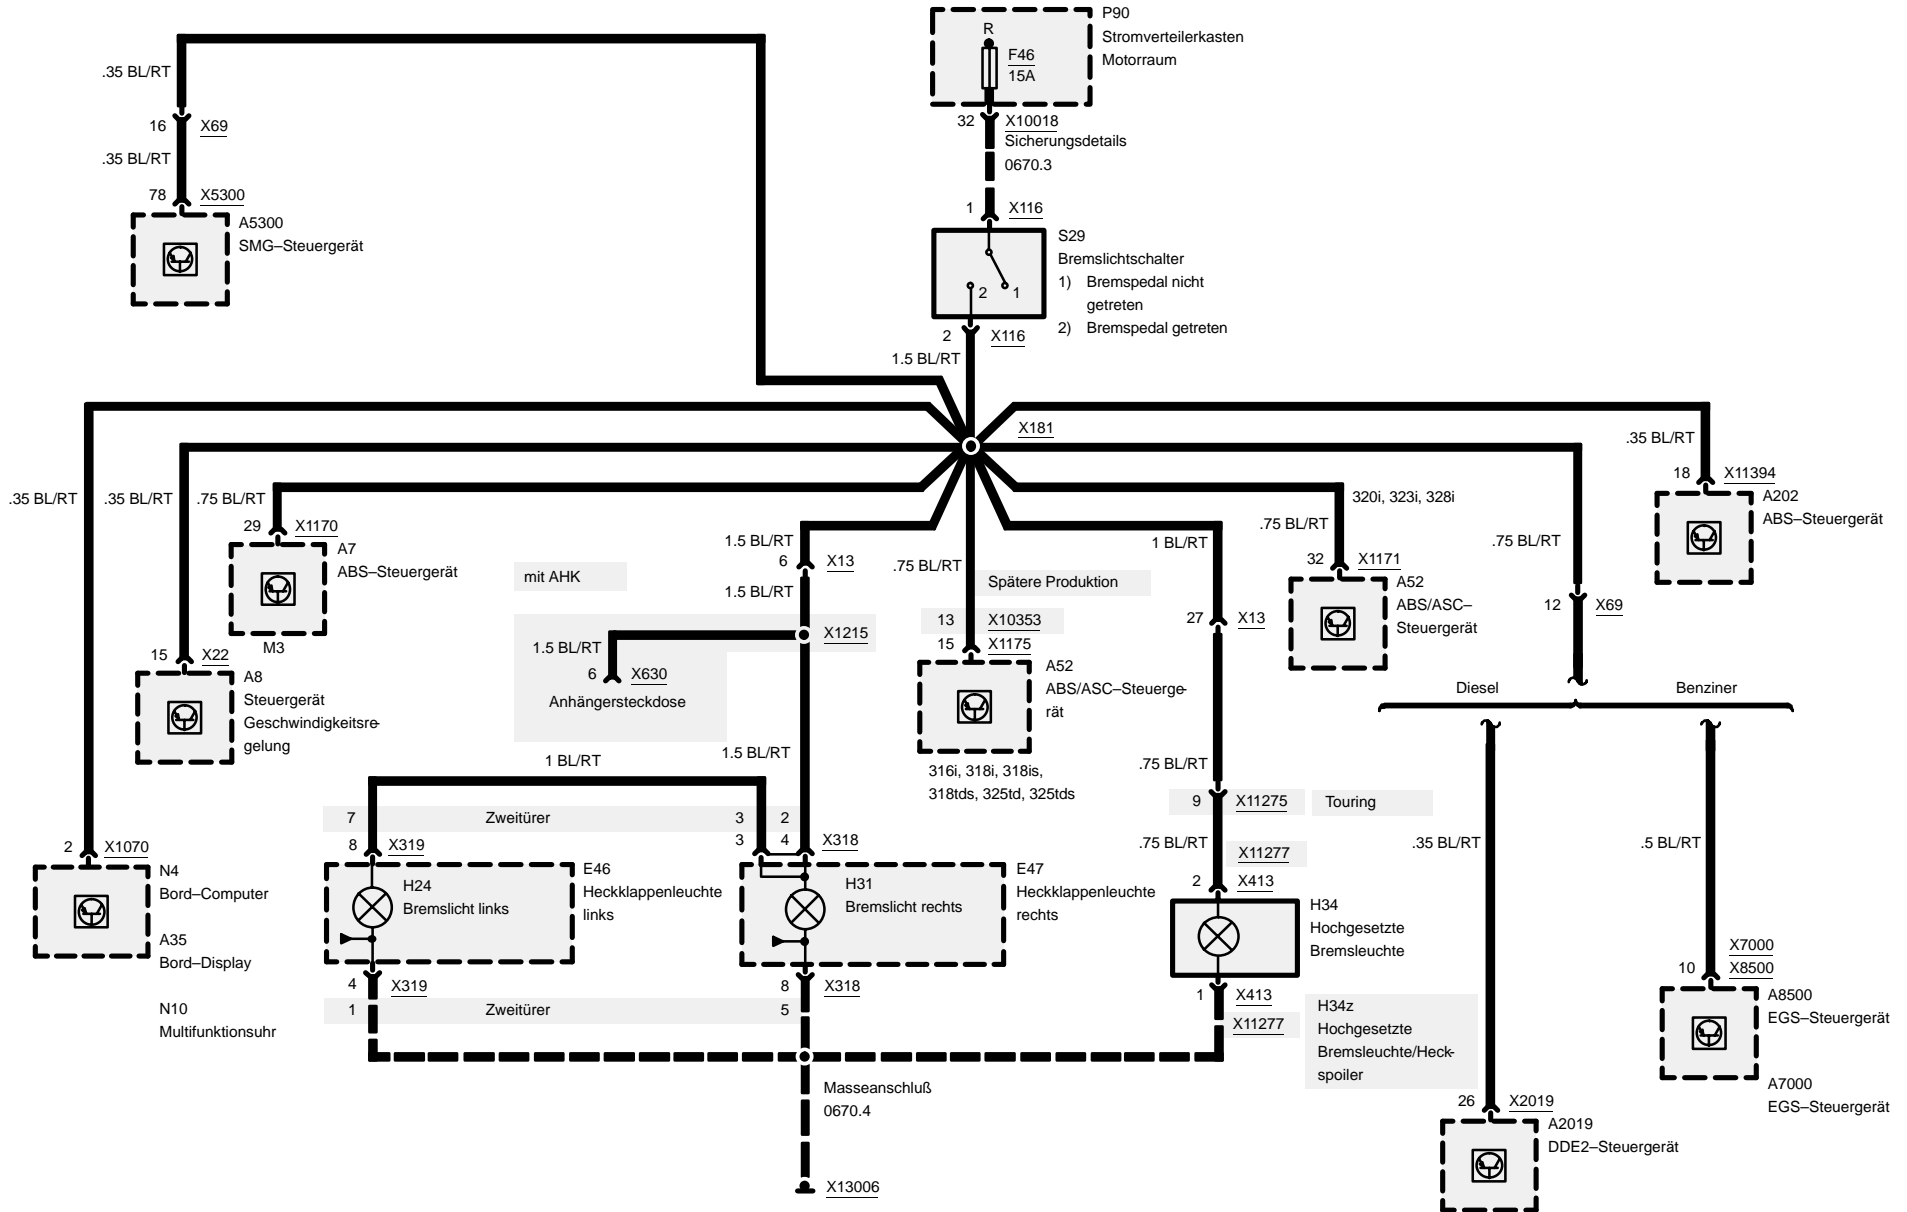 P90
Stromverteilerkasten
Motorraum
R
F46
15A
.35 BL/RT
16 X69
.35 BL/RT
78 X5300
A5300
SMG–Steuergerät
32 X10018
Sicherungsdetails
0670.3
1 X116
S29
Bremslichtschalter
1) Bremspedal nicht
getreten
2) Bremspedal getreten
2 1
2 X116
1.5 BL/RT
X181
.35 BL/RT
18 X11394
A202
ABS–Steuergerät
.35 BL/RT .35 BL/RT .75 BL/RT
29 X1170
A7
ABS–Steuergerät
M3
15 X22
A8
Steuergerät
Geschwindigkeitsre-
gelung
2 X1070
N4
Bord–Computer
A35
Bord–Display
N10
Multifunktionsuhr
1.5 BL/RT
6 X13
1.5 BL/RT
mit AHK
X1215
1.5 BL/RT
6 X630
Anhängersteckdose
1.5 BL/RT
1 BL/RT
.75 BL/RT
Spätere Produktion
13 X10353
15 X1175
A52
ABS/ASC–Steuerge-
rät
316i, 318i, 318is,
318tds, 325td, 325tds
1 BL/RT
27 X13
320i, 323i, 328i
.75 BL/RT
32 X1171
A52
ABS/ASC–
Steuergerät
.75 BL/RT
12 X69
Diesel Benziner
.75 BL/RT
9 X11275 Touring
.75 BL/RT
X11277
2 X413
H34
Hochgesetzte
Bremsleuchte
1 X413
X11277
H34z
Hochgesetzte
Bremsleuchte/Heck-
spoiler
7 Zweitürer 3 2
8 X319 3 4 X318
H24
Bremslicht links
E46
Heckklappenleuchte
links
H31
Bremslicht rechts
E47
Heckklappenleuchte
rechts
4 X319 8 X318
1 Zweitürer 5
Masseanschluß
0670.4
X13006
.35 BL/RT
26 X2019
A2019
DDE2–Steuergerät
.5 BL/RT
X7000
10 X8500
A8500
EGS–Steuergerät
A7000
EGS–Steuergerät